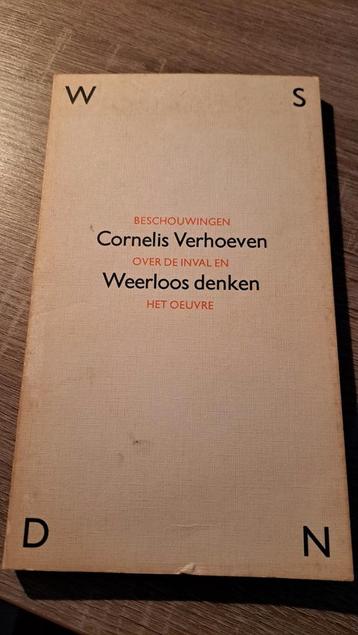 W S
BESCHOUWINGEN
Cornelis Verhoeven
OVER DE INVAL EN
Weerloos denken
HET OEUVRE
D N